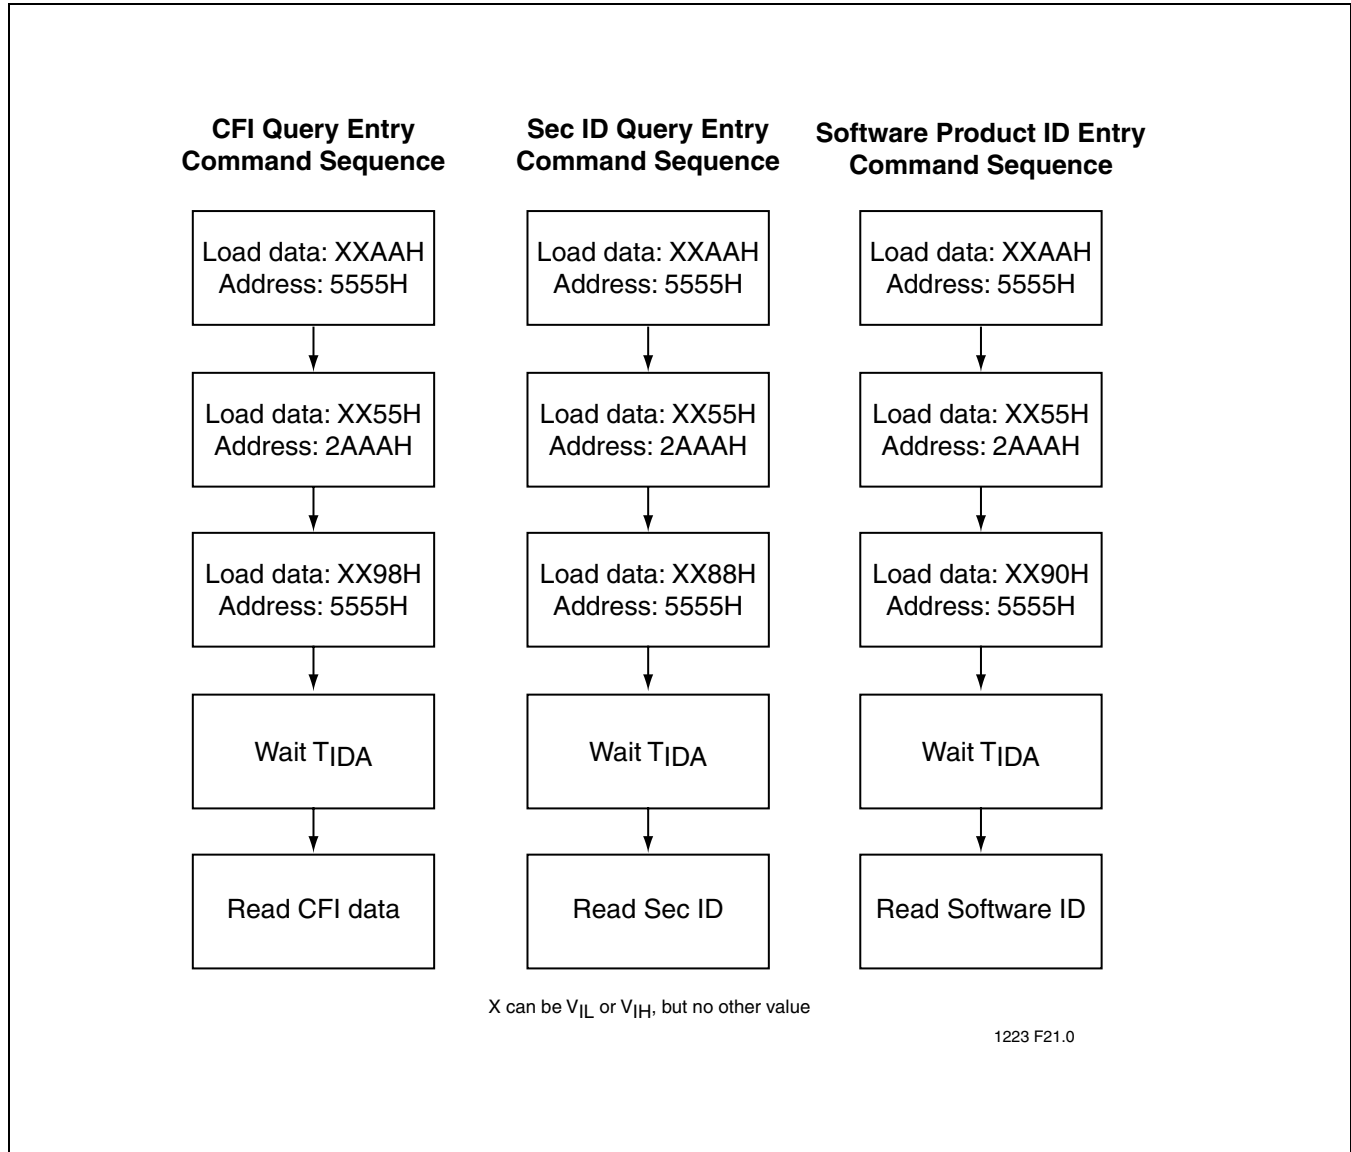 CFI Query Entry
Command Sequence
Load data: XXAAH
Address: 5555H
Load data: XX55H
Address: 2AAAH
Load data: XX98H
Address: 5555H
Wait TIDA
Read CFI data
Sec ID Query Entry
Command Sequence
Load data: XXAAH
Address: 5555H
Load data: XX55H
Address: 2AAAH
Load data: XX88H
Address: 5555H
Wait TIDA
Read Sec ID
Software Product ID Entry
Command Sequence
Load data: XXAAH
Address: 5555H
Load data: XX55H
Address: 2AAAH
Load data: XX90H
Address: 5555H
Wait TIDA
Read Software ID
X can be VIL or VIH, but no other value
1223 F21.0